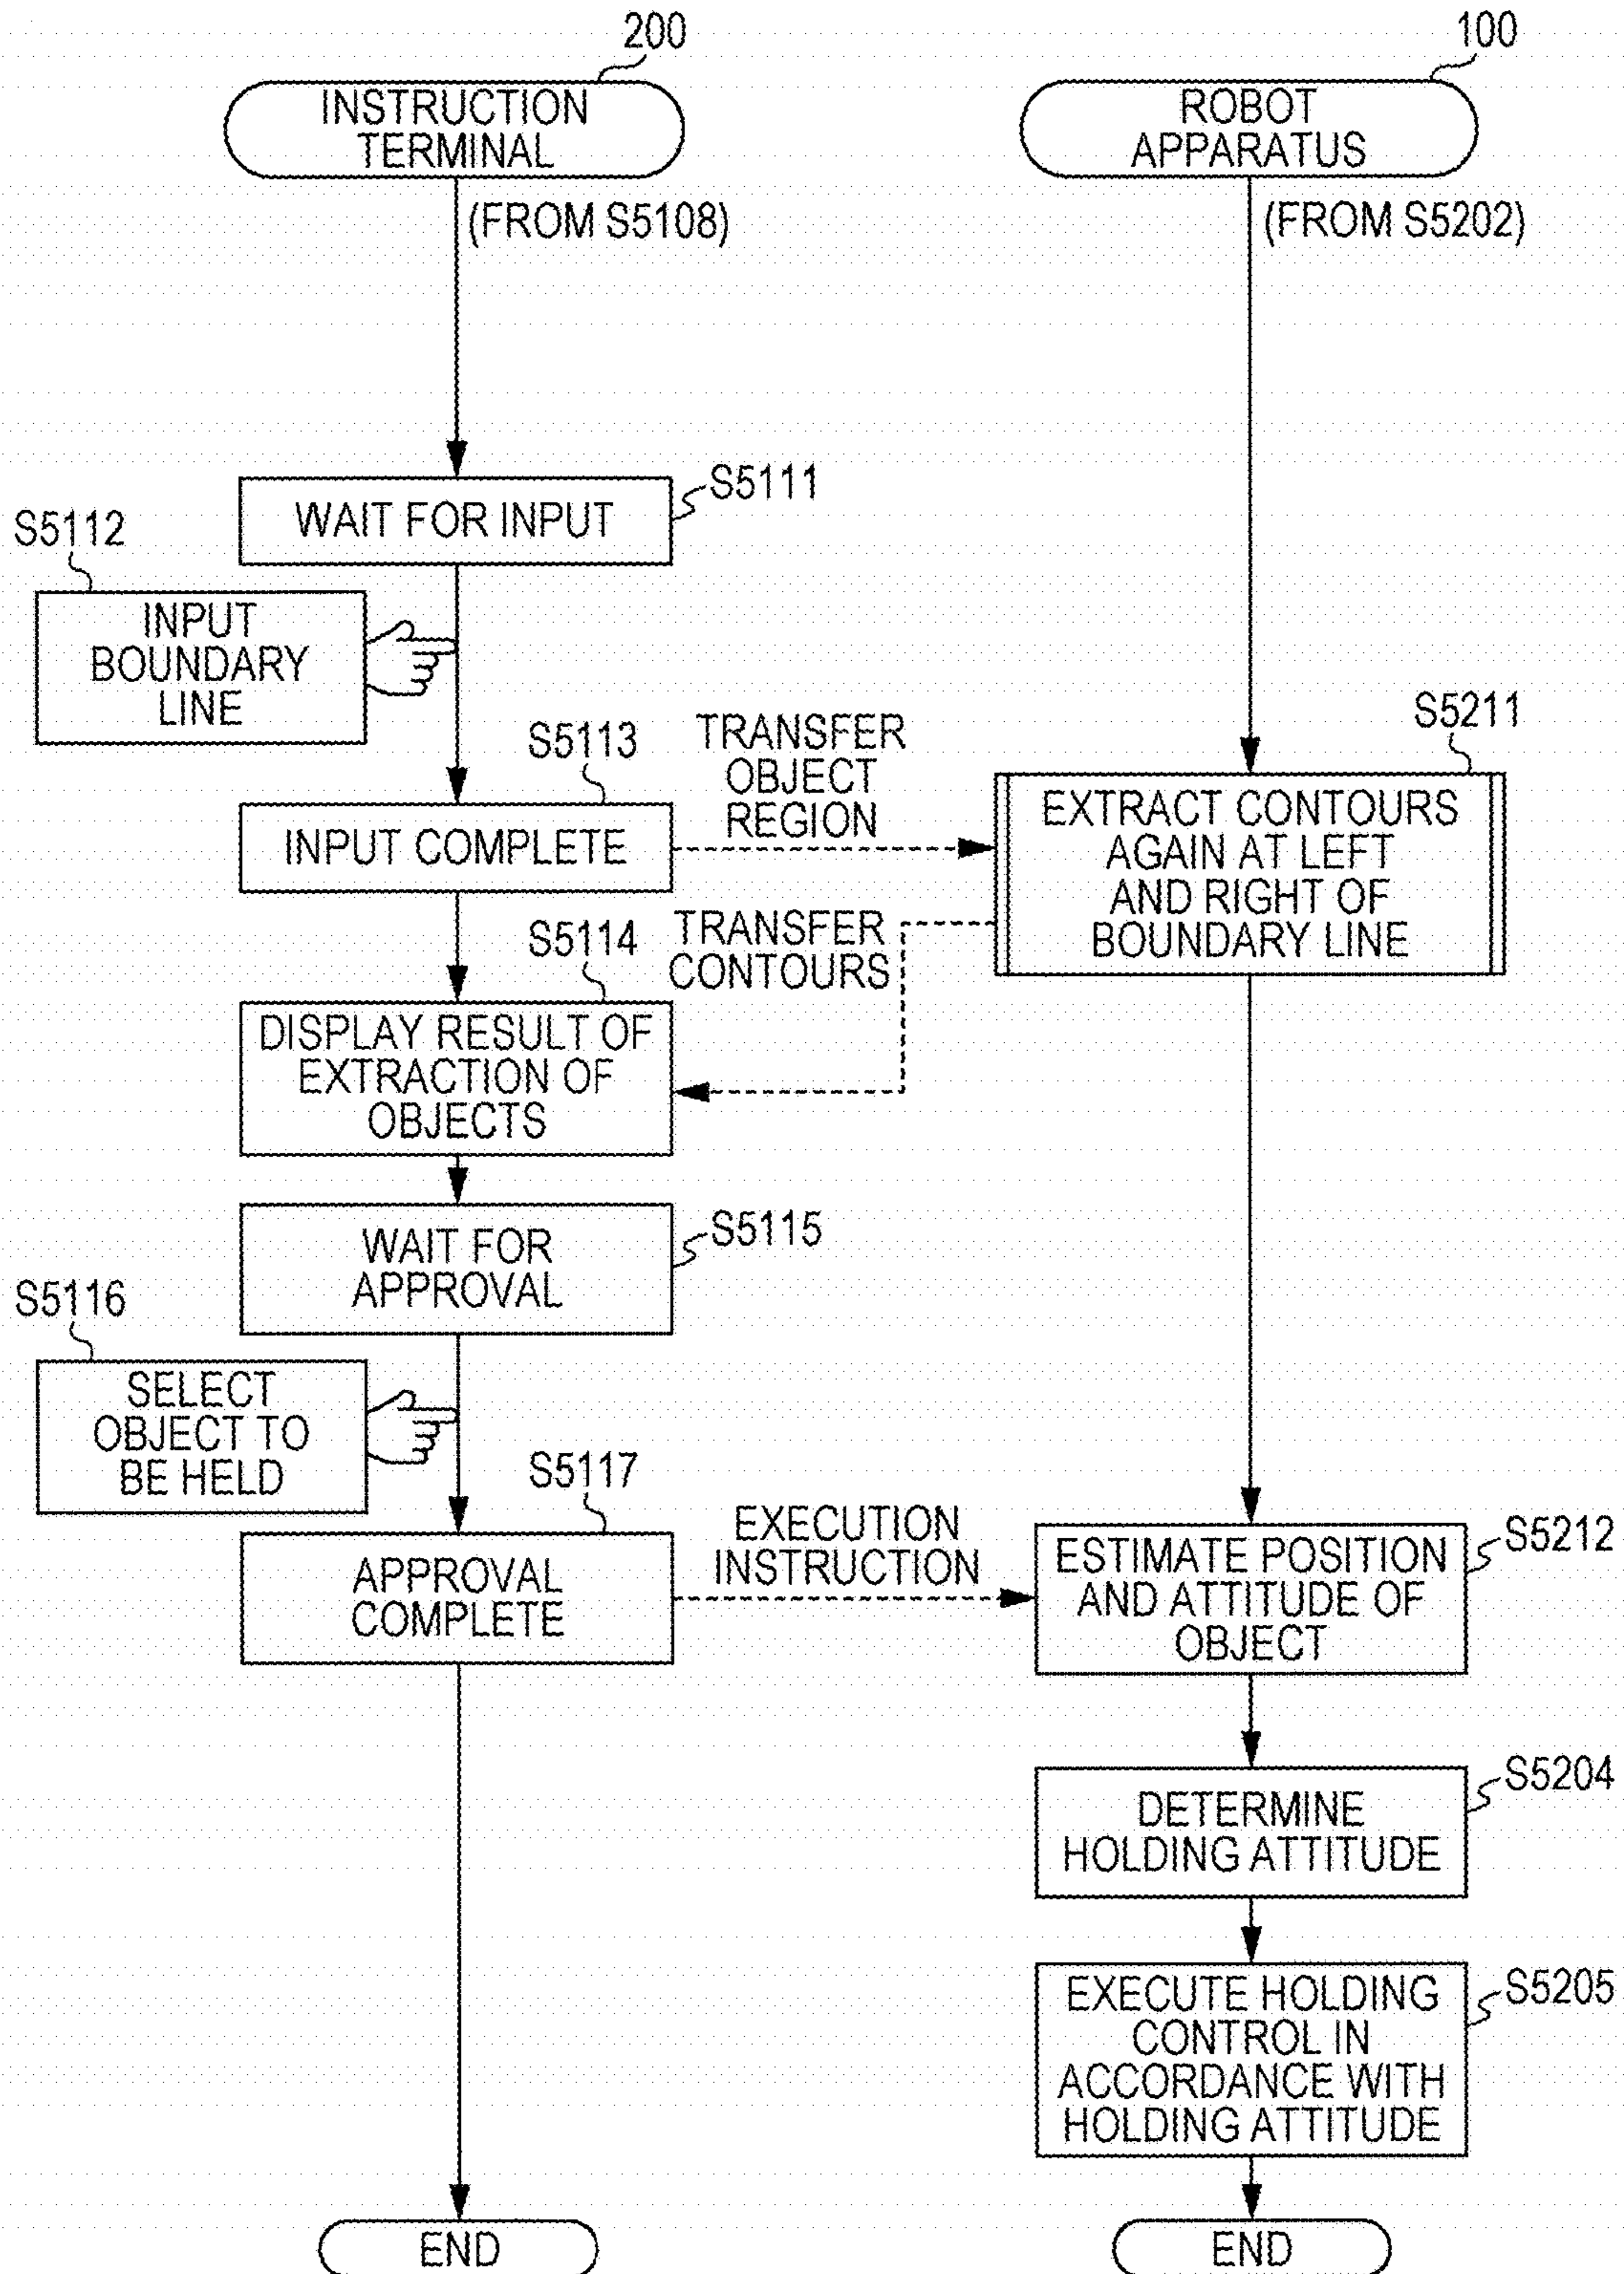 200
INSTRUCTION
TERMINAL
(FROM S5108)
100
ROBOT
APPARATUS
(FROM S5202)
S5111
WAIT FOR INPUT
S5112
INPUT
BOUNDARY
LINE
S5113
INPUT COMPLETE
TRANSFER
OBJECT
REGION
S5211
EXTRACT CONTOURS
AGAIN AT LEFT
AND RIGHT OF
BOUNDARY LINE
TRANSFER
CONTOURS
S5114
DISPLAY RESULT OF
EXTRACTION OF
OBJECTS
S5115
WAIT FOR
APPROVAL
S5116
SELECT
OBJECT TO
BE HELD
S5117
APPROVAL
COMPLETE
EXECUTION
INSTRUCTION
S5212
ESTIMATE POSITION
AND ATTITUDE OF
OBJECT
S5204
DETERMINE
HOLDING ATTITUDE
S5205
EXECUTE HOLDING
CONTROL IN
ACCORDANCE WITH
HOLDING ATTITUDE
END
END